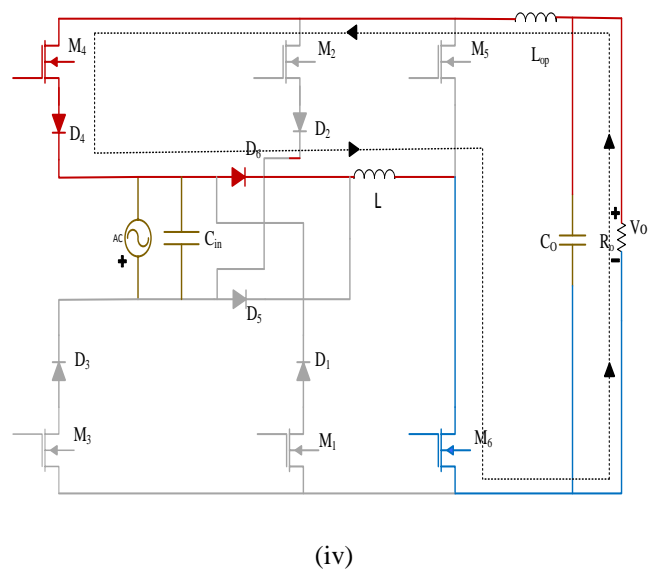 M4
M2
M5
Lop
D4
D2
D6
L
AC
Cin
+
+
CO
Ro
Vo
-
D5
D3
D1
M3
M1
M6
(iv)